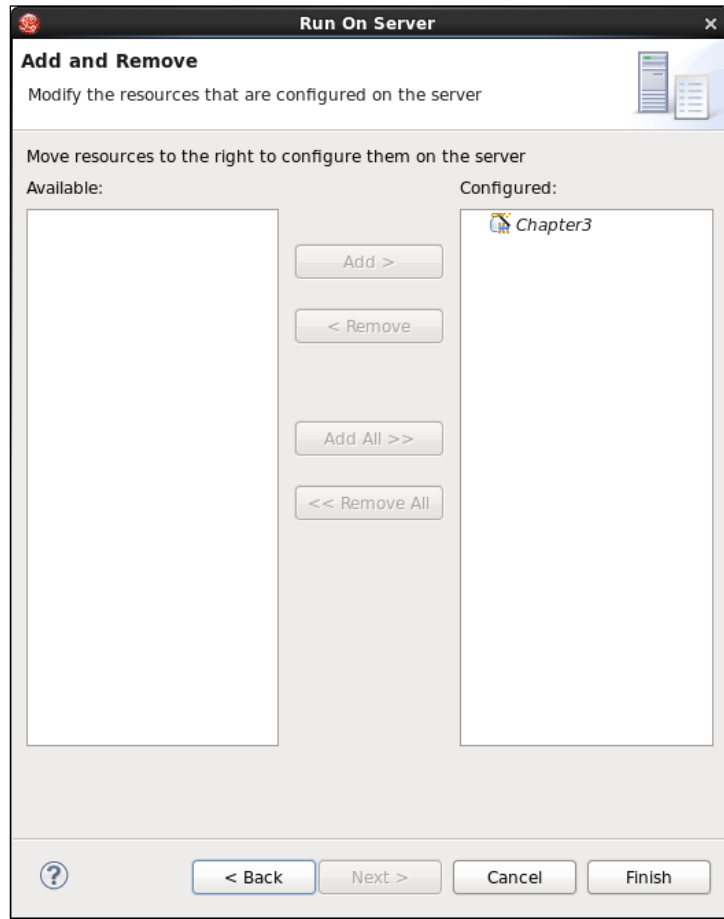 Run On Server
Add and Remove
Modify the resources that are configured on the server
Move resources to the right to configure them on the server
Available:
Configured:
Chapter3
Add >
< Remove
Add All >>
<< Remove All
?
< Back
Next >
Cancel
Finish